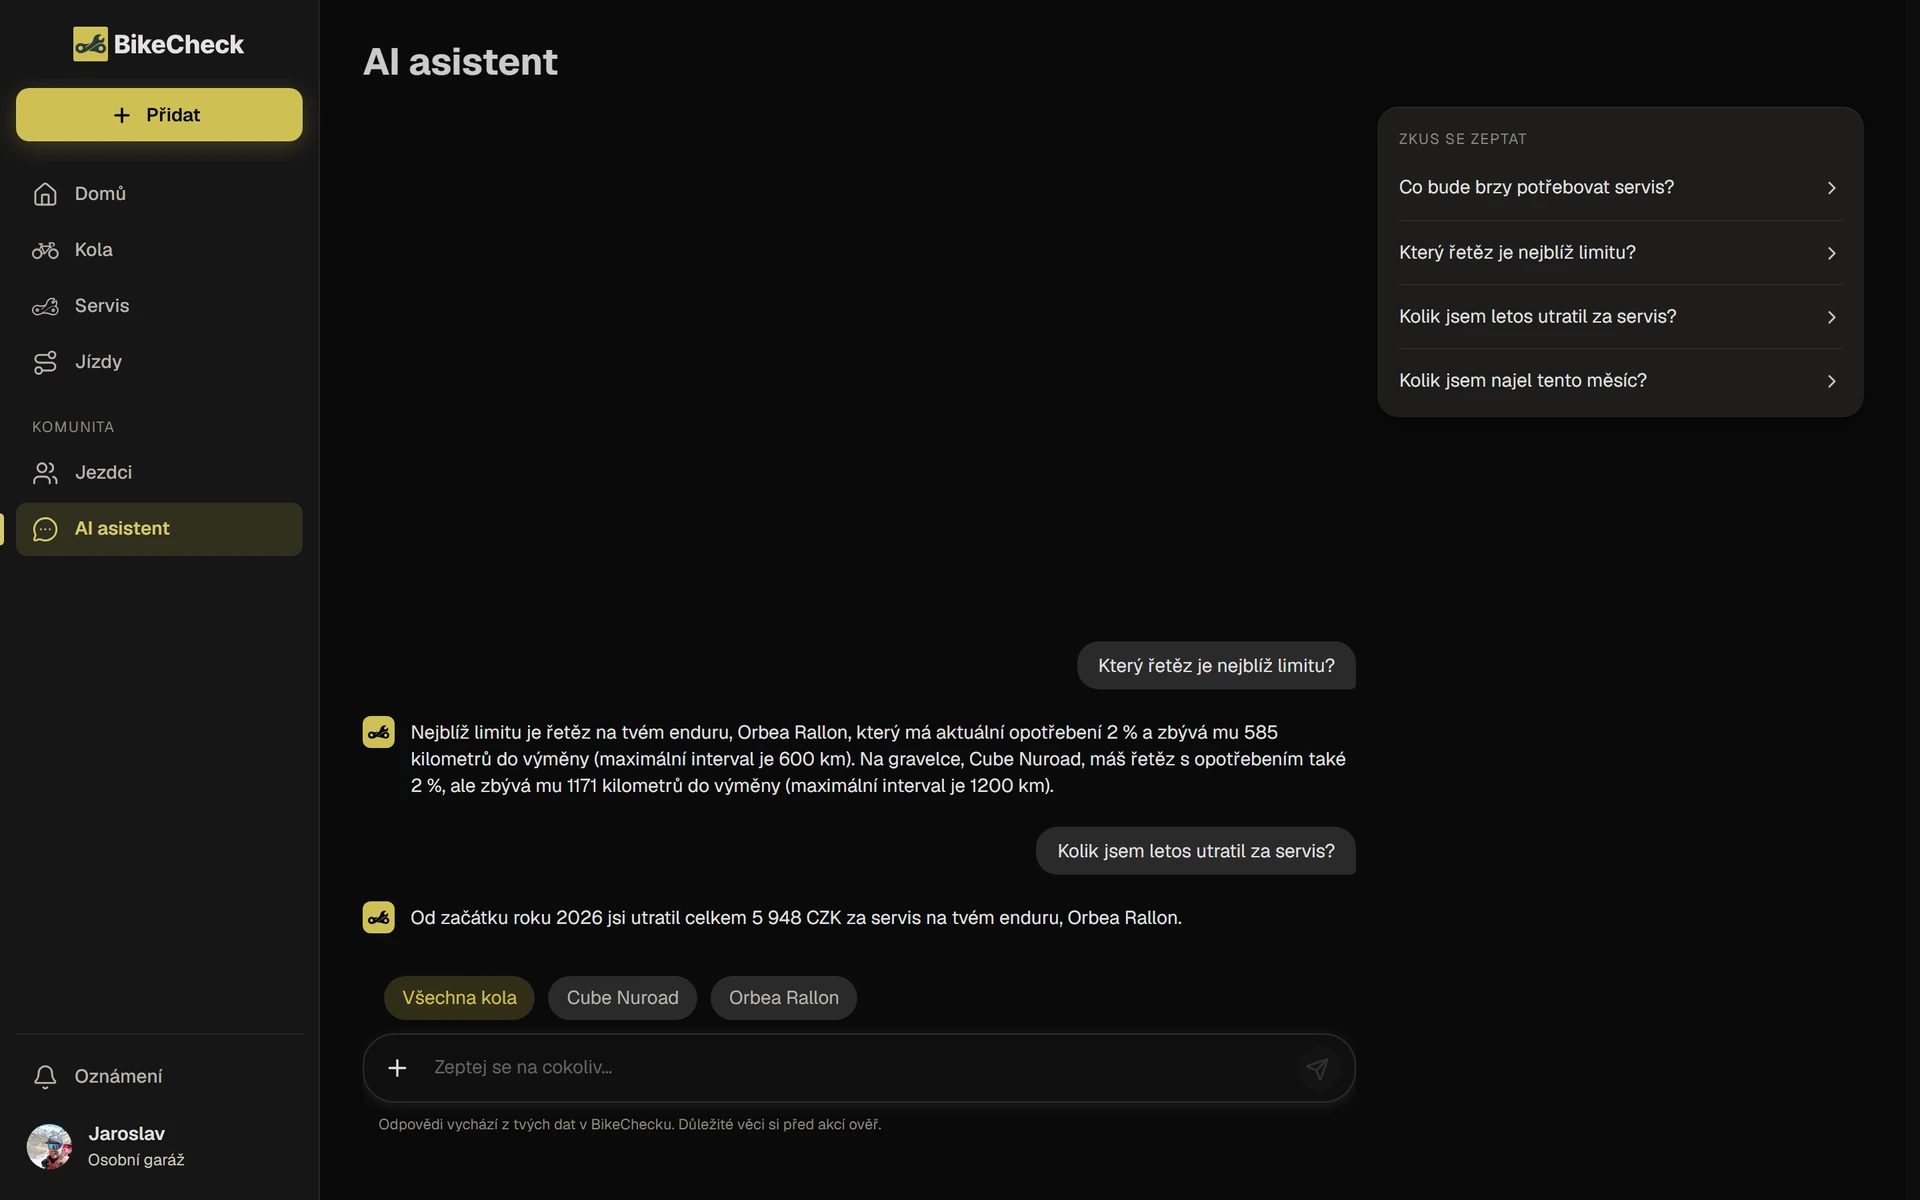 BikeCheck
Přidat
Domů
Kola
Servis
Jízdy
KOMUNITA
Jezdci
AI asistent
Oznámení
Jaroslav
Osobní garáž
AI asistent
Který řetěz je nejblíž limitu?
Nejblíž limitu je řetěz na tvém enduru, Orbea Rallon, který má aktuální opotřebení 2 % a zbývá mu 585
kilometrů do výměny (maximální interval je 600 km). Na gravelce, Cube Nuroad, máš řetěz s opotřebením také
2 %, ale zbývá mu 1171 kilometrů do výměny (maximální interval je 1200 km).
Kolik jsem letos utratil za servis?
Od začátku roku 2026 jsi utratil celkem 5 948 CZK za servis na tvém enduru, Orbea Rallon.
Všechna kola
Cube Nuroad
Orbea Rallon
Zeptej se na cokoliv...
Odpovědi vychází z tvých dat v BikeChecku. Důležité věci si před akcí ověř.
ZKUS SE ZEPTAT
Co bude brzy potřebovat servis?
Který řetěz je nejblíž limitu?
Kolik jsem letos utratil za servis?
Kolik jsem najel tento měsíc?